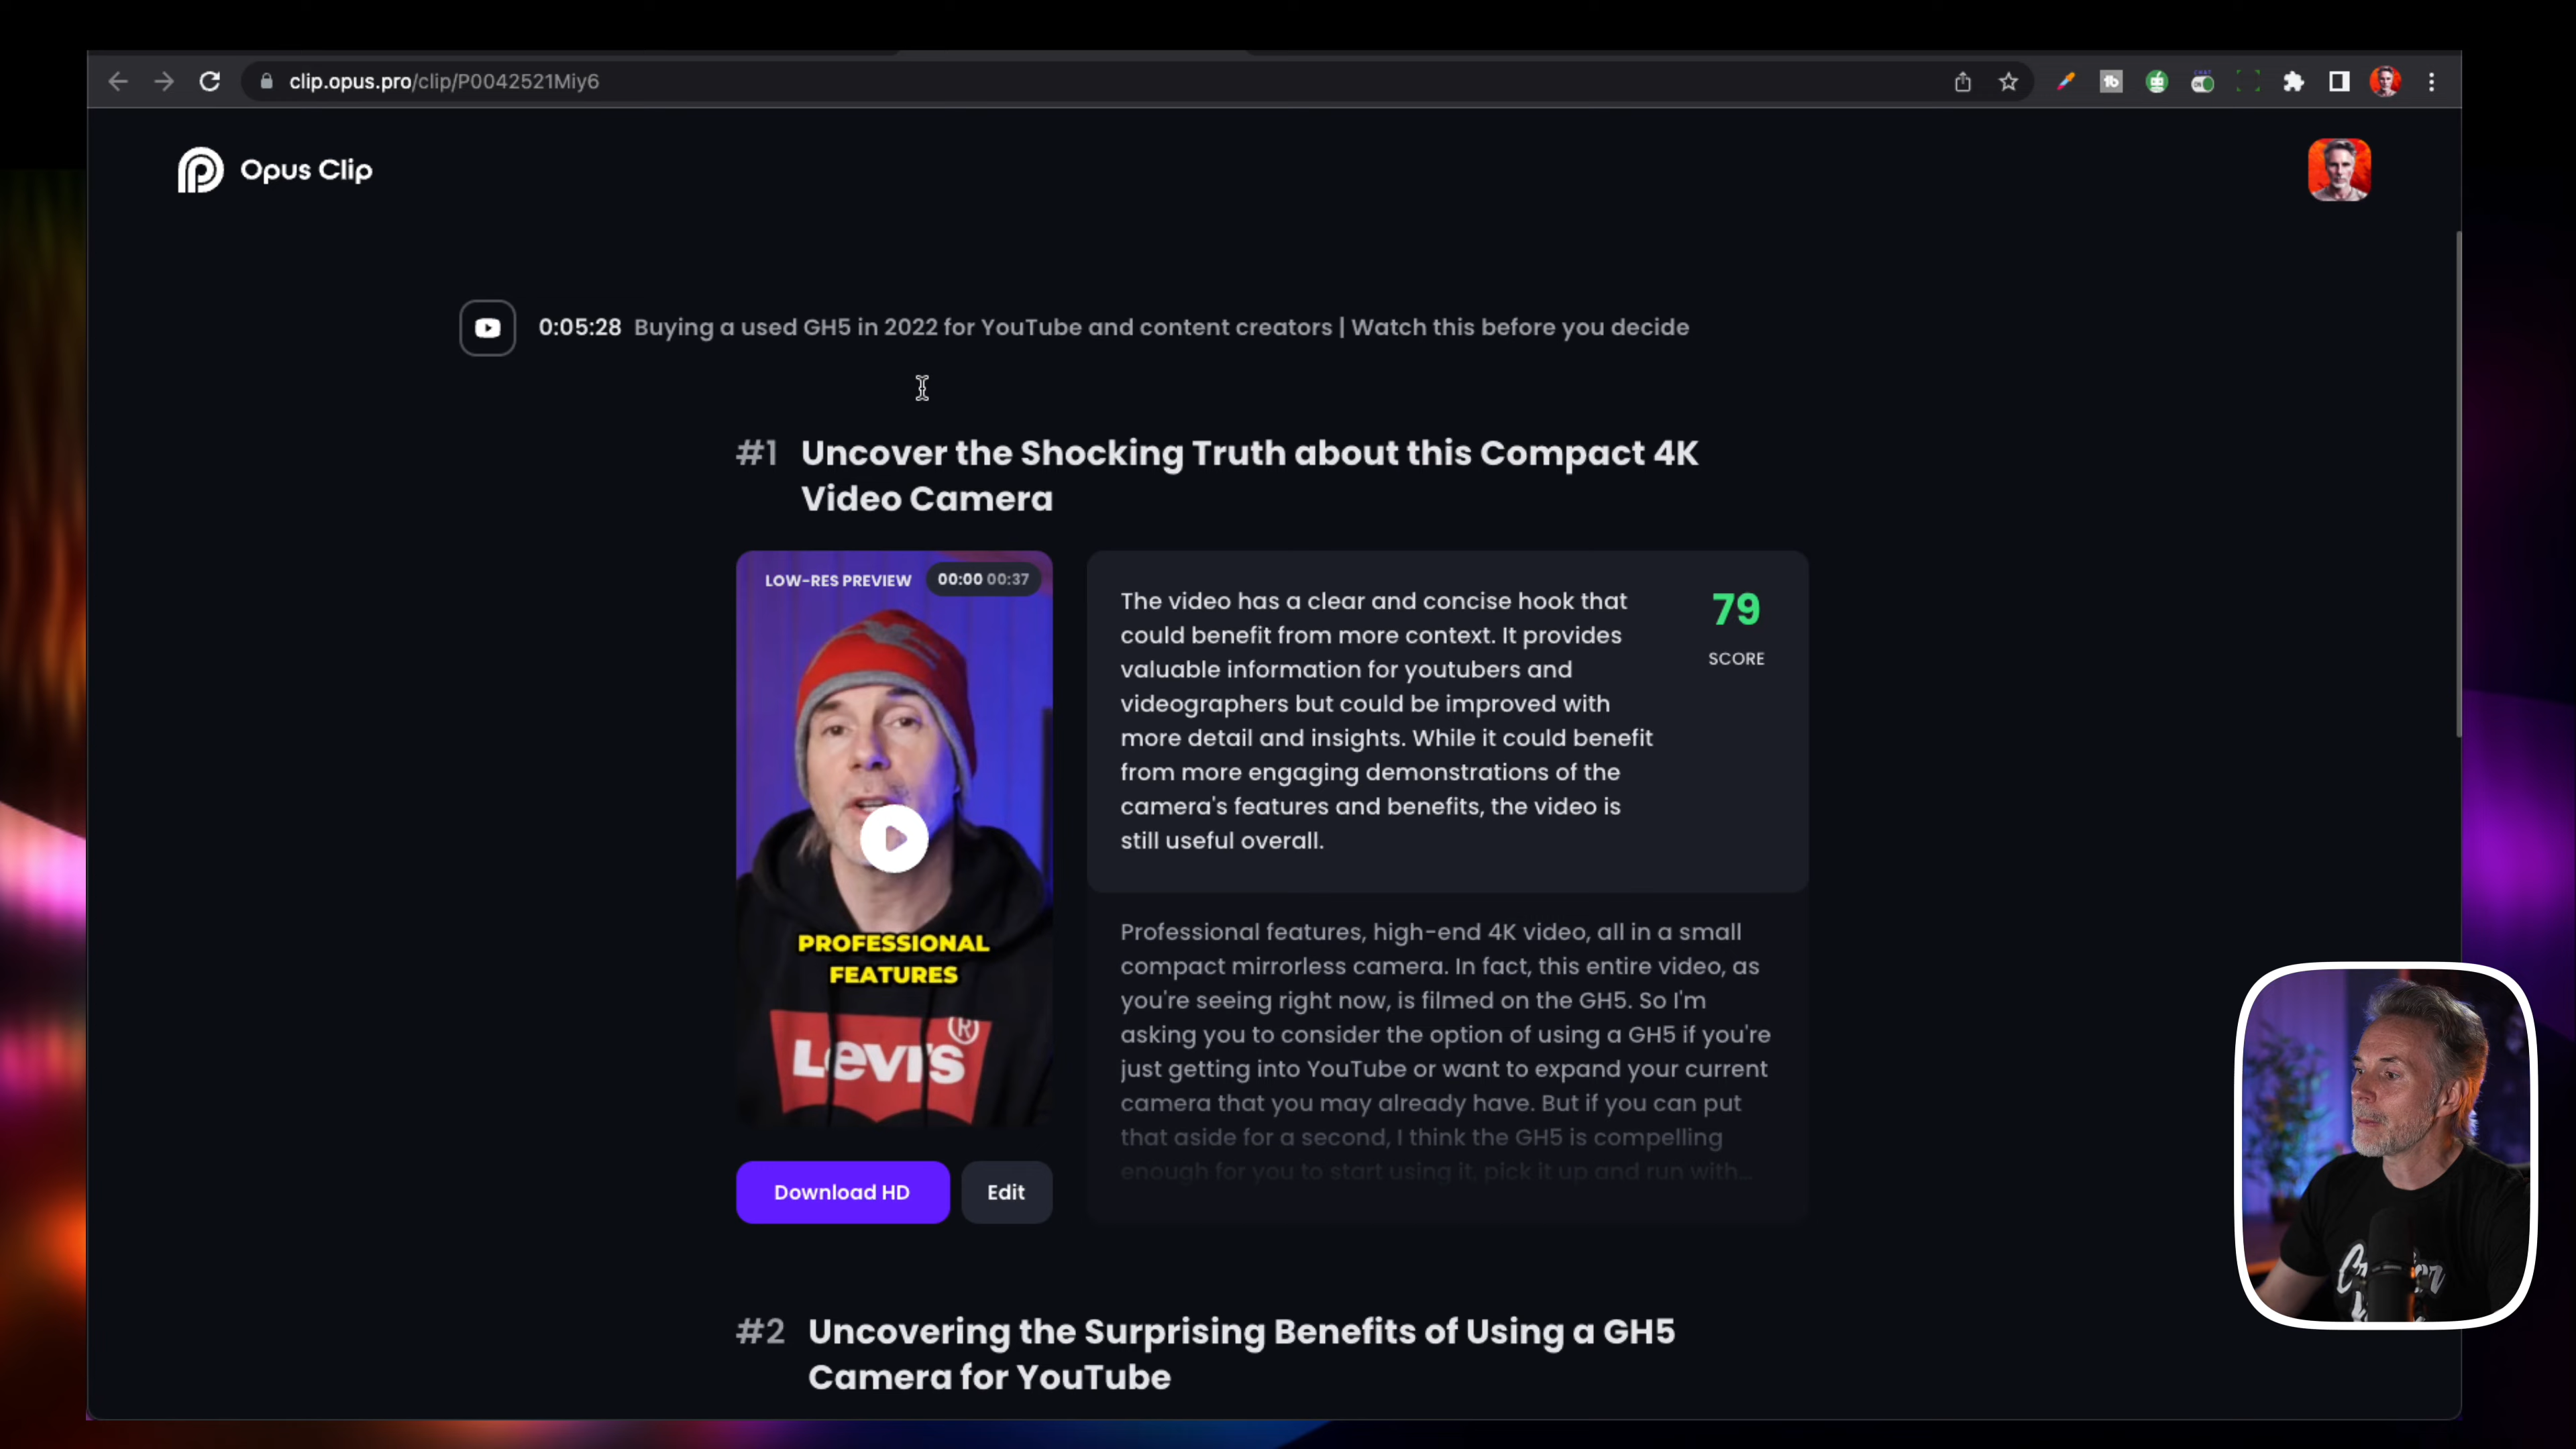 clip.opus.pro/clip/P0042521Miy6
Opus Clip
0:05:28 Buying a used GH5 in 2022 for YouTube and content creators | Watch this before you decide
#1 Uncover the Shocking Truth about this Compact 4K
Video Camera
LOW-RES PREVIEW 00:00 00:37
PROFESSIONAL
FEATURES
Levi's ®
Download HD
Edit
The video has a clear and concise hook that
could benefit from more context. It provides
valuable information for youtubers and
videographers but could be improved with
more detail and insights. While it could benefit
from more engaging demonstrations of the
camera's features and benefits, the video is
still useful overall.
79
SCORE
Professional features, high-end 4K video, all in a small
compact mirrorless camera. In fact, this entire video, as
you're seeing right now, is filmed on the GH5. So I'm
asking you to consider the option of using a GH5 if you're
just getting into YouTube or want to expand your current
camera that you may already have. But if you can put
that aside for a second, I think the GH5 is compelling
enough for you to start using it, pick it up and run with...
#2 Uncovering the Surprising Benefits of Using a GH5
Camera for YouTube